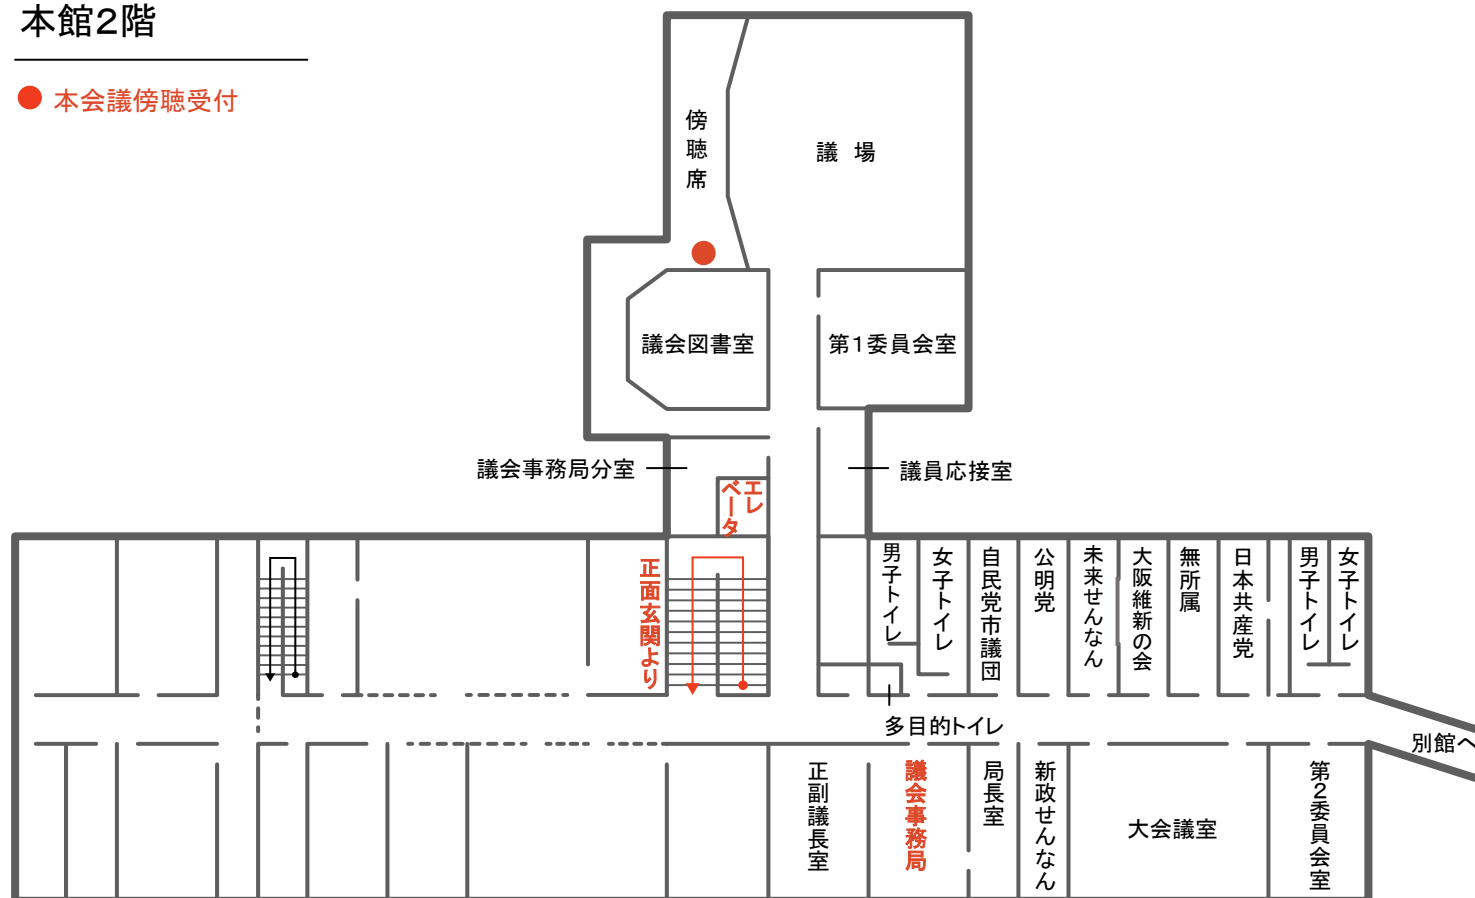 本館2階
本会議傍聴受付
傍聴席
議 場
議会図書室
第1委員会室
議会事務局分室
議員応接室
エレベータ
正面玄関より
男子トイレ
女子トイレ
自民党市議団
公明党
未来せんなん
大阪維新の会
無所属
日本共産党
男子トイレ
女子トイレ
多目的トイレ
別館へ
正副議長室
議会事務局
局長室
新政せんなん
大会議室
第2委員会室